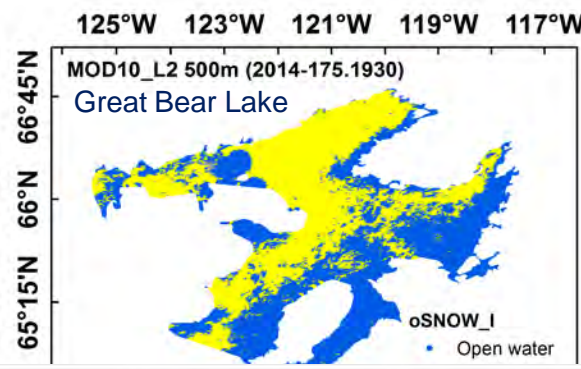 125°W 123°W 121°W 119°W 117°W
MOD10_L2 500m (2014-175.1930)
Great Bear Lake
66°45'N
66°N
65°15'N
oSNOW_I
Open water